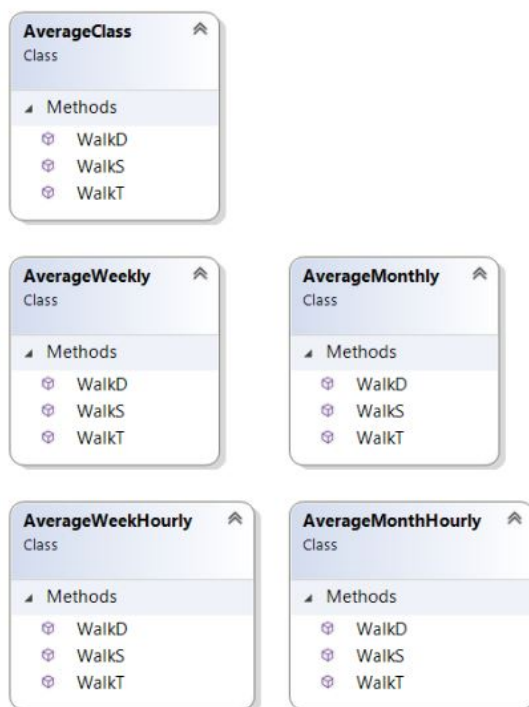 AverageClass
Class
Methods
WalkD
WalkS
WalkT
AverageWeekly
Class
Methods
WalkD
WalkS
WalkT
AverageMonthly
Class
Methods
WalkD
WalkS
WalkT
AverageWeekHourly
Class
Methods
WalkD
WalkS
WalkT
AverageMonthHourly
Class
Methods
WalkD
WalkS
WalkT